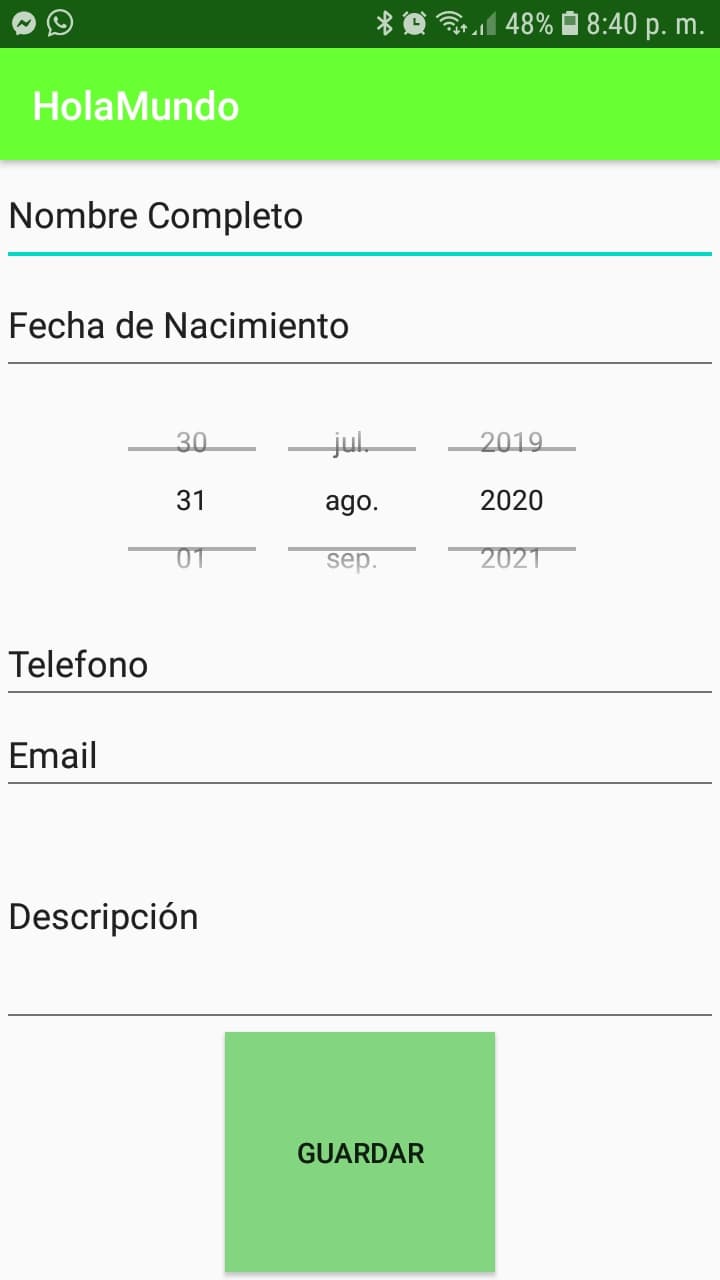 48% 8:40 p. m.
HolaMundo
Nombre Completo
Fecha de Nacimiento
30 jul. 2019
31 ago. 2020
01 sep. 2021
Telefono
Email
Descripción
GUARDAR